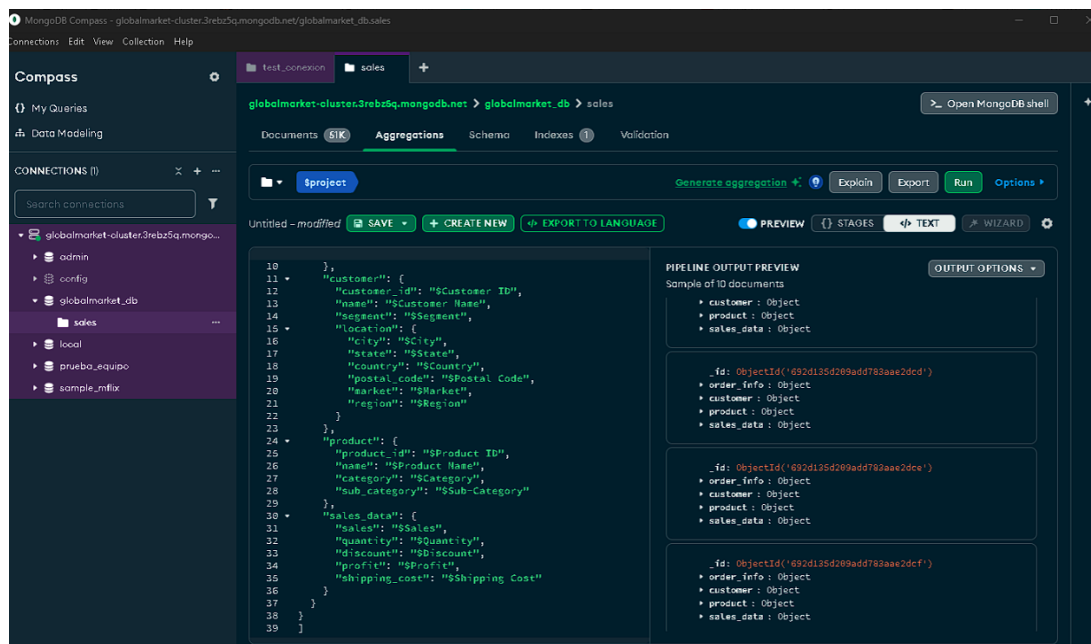 MongoDB Compass - globalmarket-cluster.3rebz5q.mongodb.net/globalmarket_db.sales
Connections Edit View Collection Help
Compass
{} My Queries
Data Modeling
CONNECTIONS (1)
Search connections
globalmarket-cluster.3rebz5q.mongo...
admin
config
globalmarket_db
sales
local
prueba_equipo
sample_mflix
test_conexion
sales
globalmarket-cluster.3rebz5q.mongodb.net > globalmarket_db > sales
>_ Open MongoDB shell
Documents 51K Aggregations Schema Indexes 1 Validation
$project
Generate aggregation Explain Export Run Options
Untitled – modified SAVE + CREATE NEW </> EXPORT TO LANGUAGE
PREVIEW {} STAGES </> TEXT WIZARD
10 },
11 "customer": {
12 "customer_id": "$Customer ID",
13 "name": "$Customer Name",
14 "segment": "$Segment",
15 "location": {
16 "city": "$City",
17 "state": "$State",
18 "country": "$Country",
19 "postal_code": "$Postal Code",
20 "market": "$Market",
21 "region": "$Region"
22 }
23 },
24 "product": {
25 "product_id": "$Product ID",
26 "name": "$Product Name",
27 "category": "$Category",
28 "sub_category": "$Sub-Category"
29 },
30 "sales_data": {
31 "sales": "$Sales",
32 "quantity": "$Quantity",
33 "discount": "$Discount",
34 "profit": "$Profit",
35 "shipping_cost": "$Shipping Cost"
36 }
37 }
38 }
39 ]
PIPELINE OUTPUT PREVIEW
OUTPUT OPTIONS
Sample of 10 documents
customer : Object
product : Object
sales_data : Object
_id: ObjectId('692d135d209add783aae2dcd')
order_info : Object
customer : Object
product : Object
sales_data : Object
_id: ObjectId('692d135d209add783aae2dce')
order_info : Object
customer : Object
product : Object
sales_data : Object
_id: ObjectId('692d135d209add783aae2dcf')
order_info : Object
customer : Object
product : Object
sales_data : Object